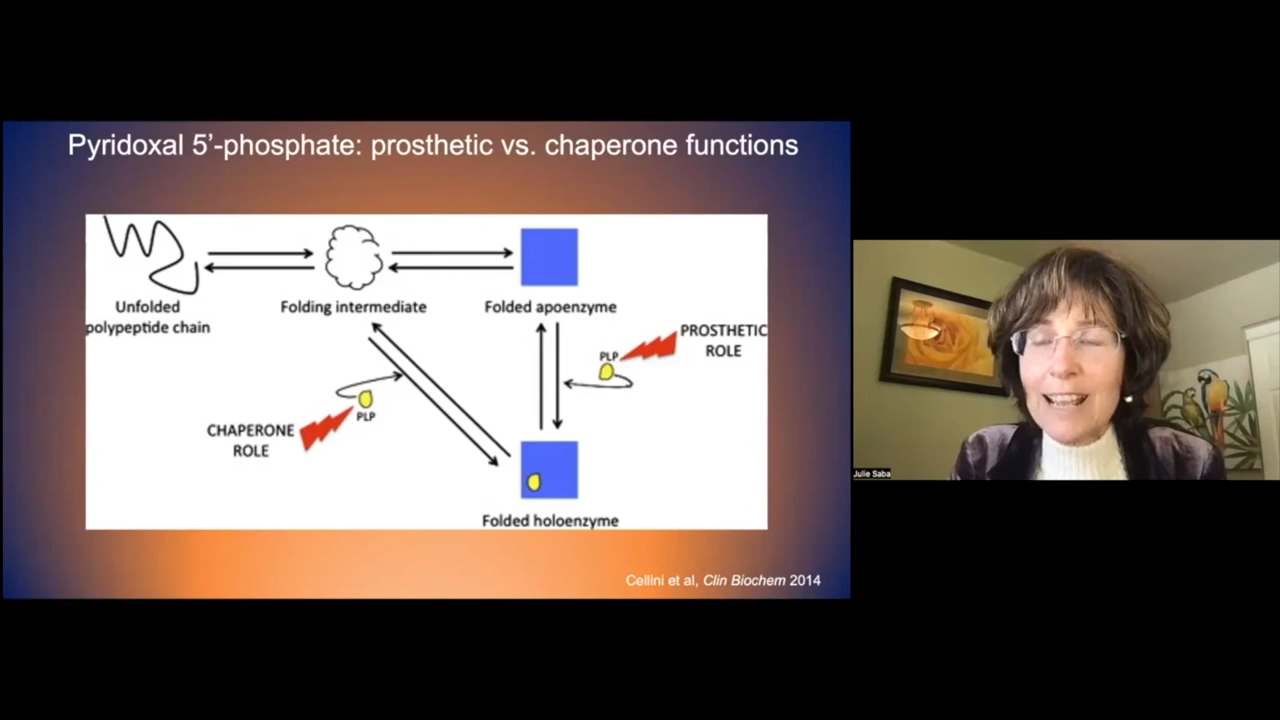 Pyridoxal 5’-phosphate: prosthetic vs. chaperone functions
Unfolded
polypeptide chain
Folding intermediate
Folded apoenzyme
PROSTHETIC
ROLE
PLP
PLP
CHAPERONE
ROLE
Folded holoenzyme
Cellini et al, Clin Biochem 2014
Julie Saba